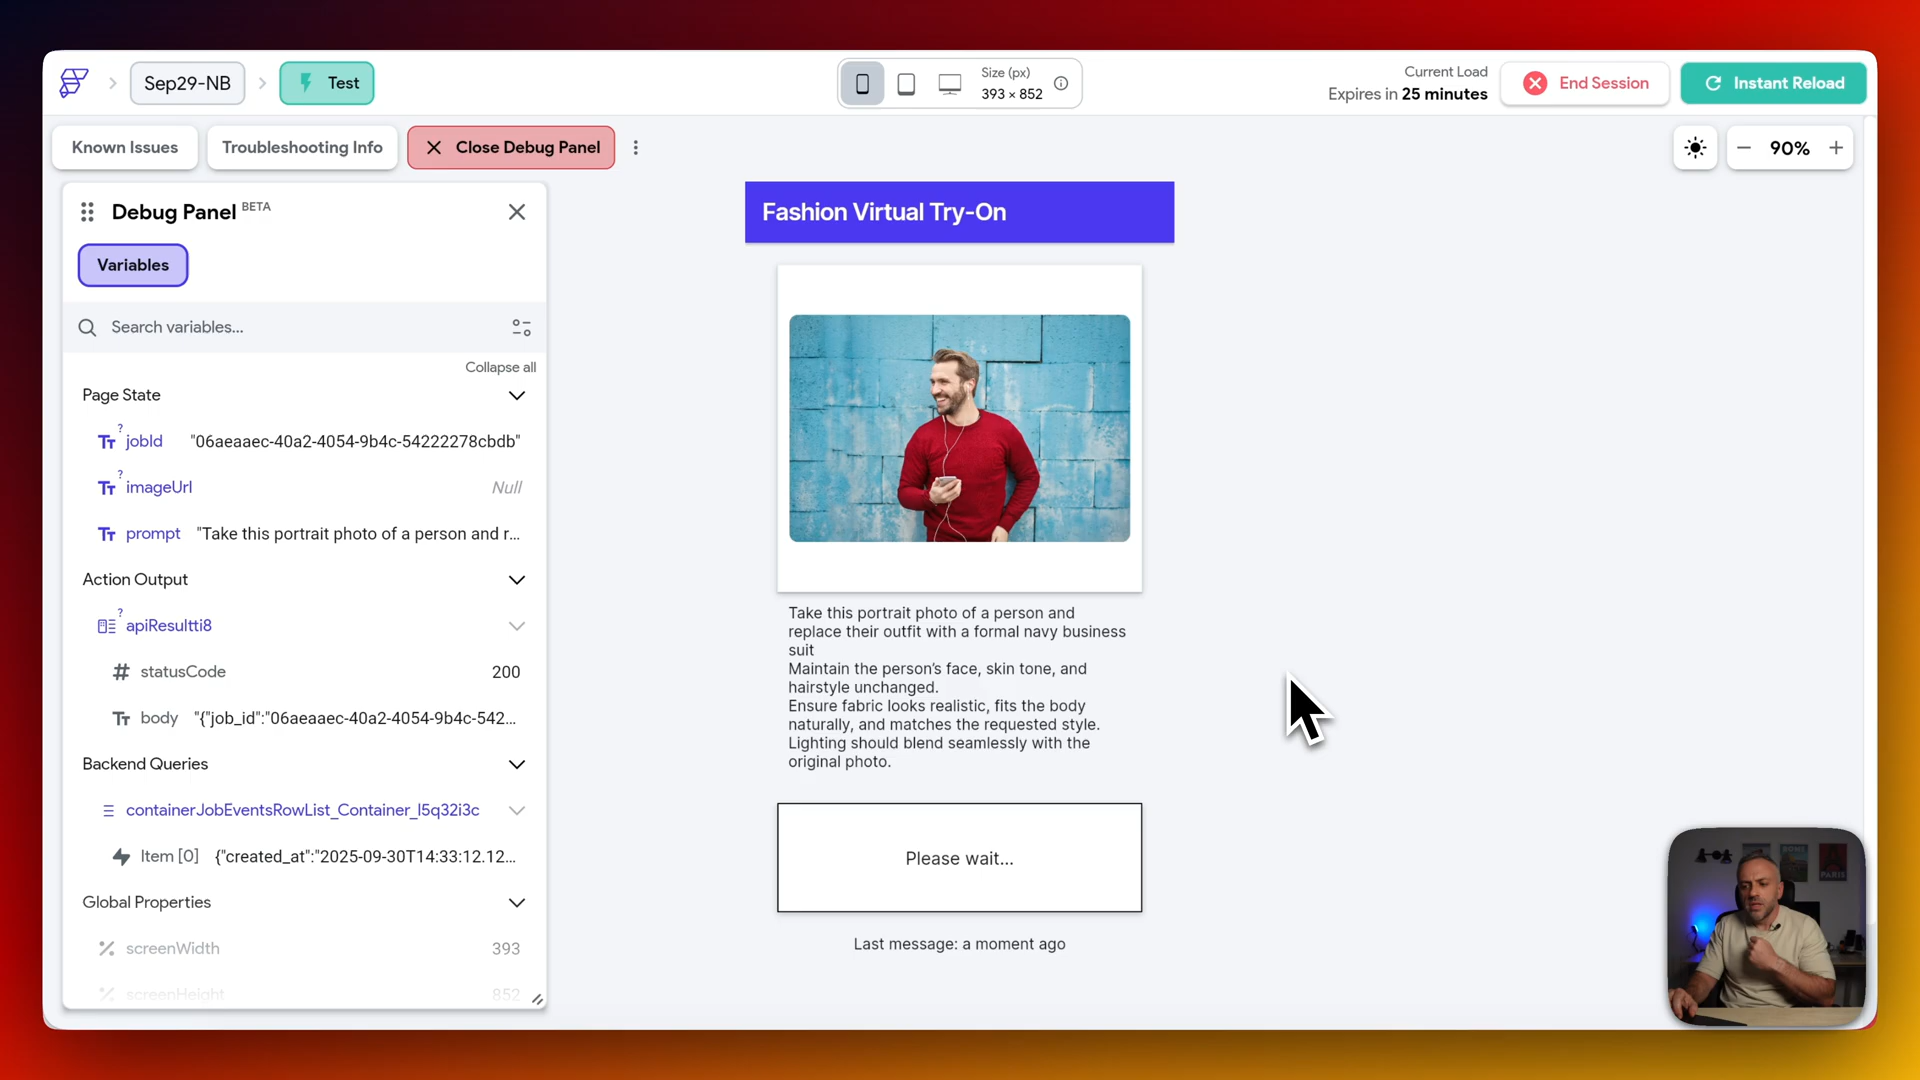 Sep29-NB
Test
Size (px)
393 × 852
Current Load
Expires in 25 minutes
End Session
Instant Reload
Known Issues
Troubleshooting Info
Close Debug Panel
90%
Debug Panel BETA
Variables
Search variables...
Collapse all
Page State
jobId "06aeaaec-40a2-4054-9b4c-54222278cbdb"
imageUrl Null
prompt "Take this portrait photo of a person and r...
Action Output
apiResultti8
statusCode 200
body "{"job_id":"06aeaaec-40a2-4054-9b4c-542...
Backend Queries
containerJobEventsRowList_Container_l5q32i3c
Item [0] {"created_at":"2025-09-30T14:33:12.12...
Global Properties
screenWidth 393
screenHeight 852
Fashion Virtual Try-On
Take this portrait photo of a person and
replace their outfit with a formal navy business
suit
Maintain the person's face, skin tone, and
hairstyle unchanged.
Ensure fabric looks realistic, fits the body
naturally, and matches the requested style.
Lighting should blend seamlessly with the
original photo.
Please wait...
Last message: a moment ago
PARIS